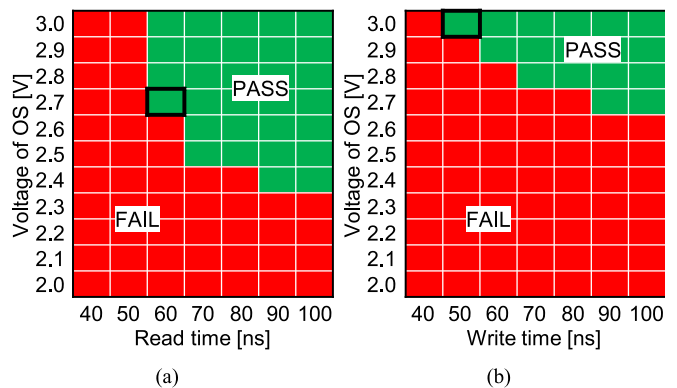 Voltage of OS [V]
3.0
2.9
2.8
2.7
2.6
2.5
2.4
2.3
2.2
2.1
2.0
PASS
FAIL
40 50 60 70 80 90 100
Read time [ns]
(a)
Voltage of OS [V]
3.0
2.9
2.8
2.7
2.6
2.5
2.4
2.3
2.2
2.1
2.0
PASS
FAIL
40 50 60 70 80 90 100
Write time [ns]
(b)